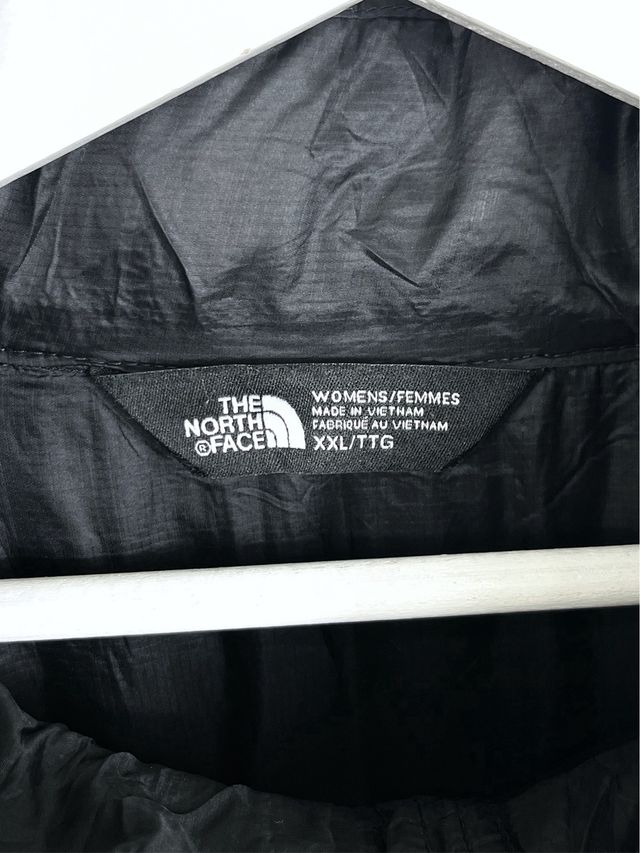 THE
NORTH
®FACE
WOMENS/FEMMES
MADE IN VIETNAM
FABRIQUÉ AU VIETNAM
XXL/TTG